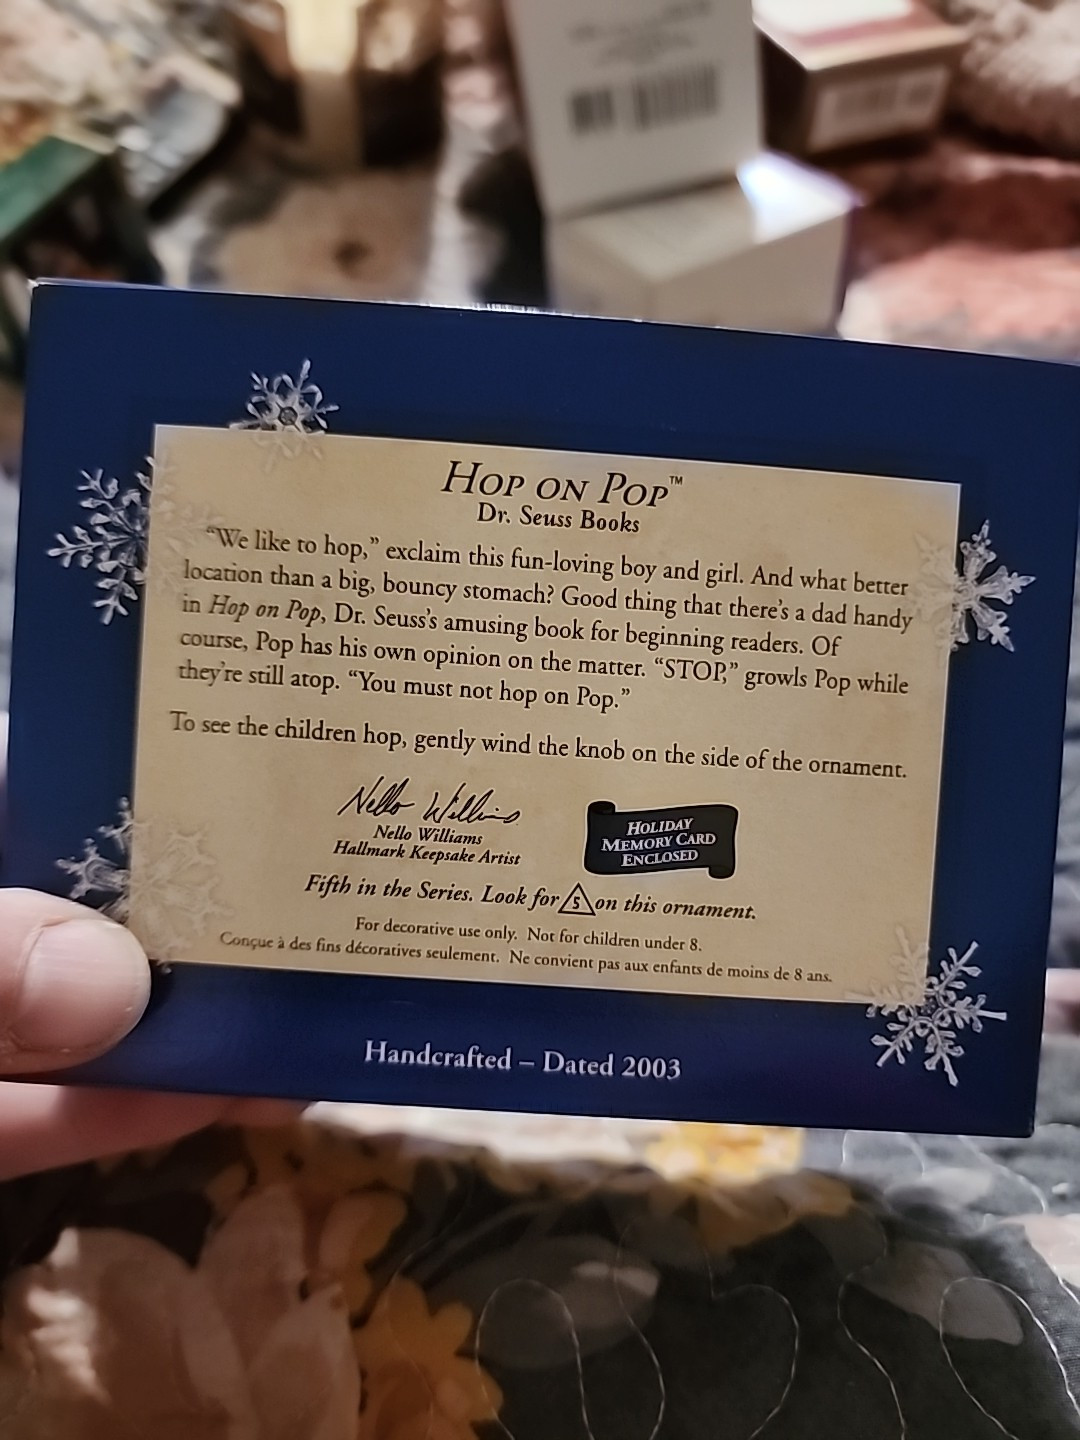 HOP ON POP™
Dr. Seuss Books
“We like to hop,” exclaim this fun-loving boy and girl. And what better
location than a big, bouncy stomach? Good thing that there’s a dad handy
in Hop on Pop, Dr. Seuss’s amusing book for beginning readers. Of
course, Pop has his own opinion on the matter. “STOP,” growls Pop while
they’re still atop. “You must not hop on Pop.”
To see the children hop, gently wind the knob on the side of the ornament.
Nello Williams
Nello Williams
Hallmark Keepsake Artist
HOLIDAY
MEMORY CARD
ENCLOSED
Fifth in the Series. Look for 5 on this ornament.
For decorative use only. Not for children under 8.
Conçue à des fins décoratives seulement. Ne convient pas aux enfants de moins de 8 ans.
Handcrafted – Dated 2003